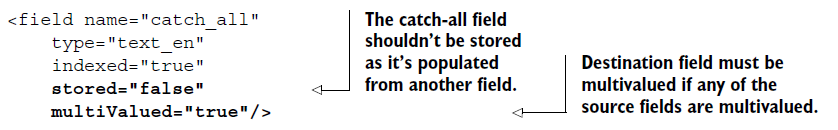 <field name="catch_all"
type="text_en"
indexed="true"
stored="false"
multiValued="true"/>
The catch-all field
shouldn't be stored
as it's populated
from another field.
Destination field must be
multivalued if any of the
source fields are multivalued.